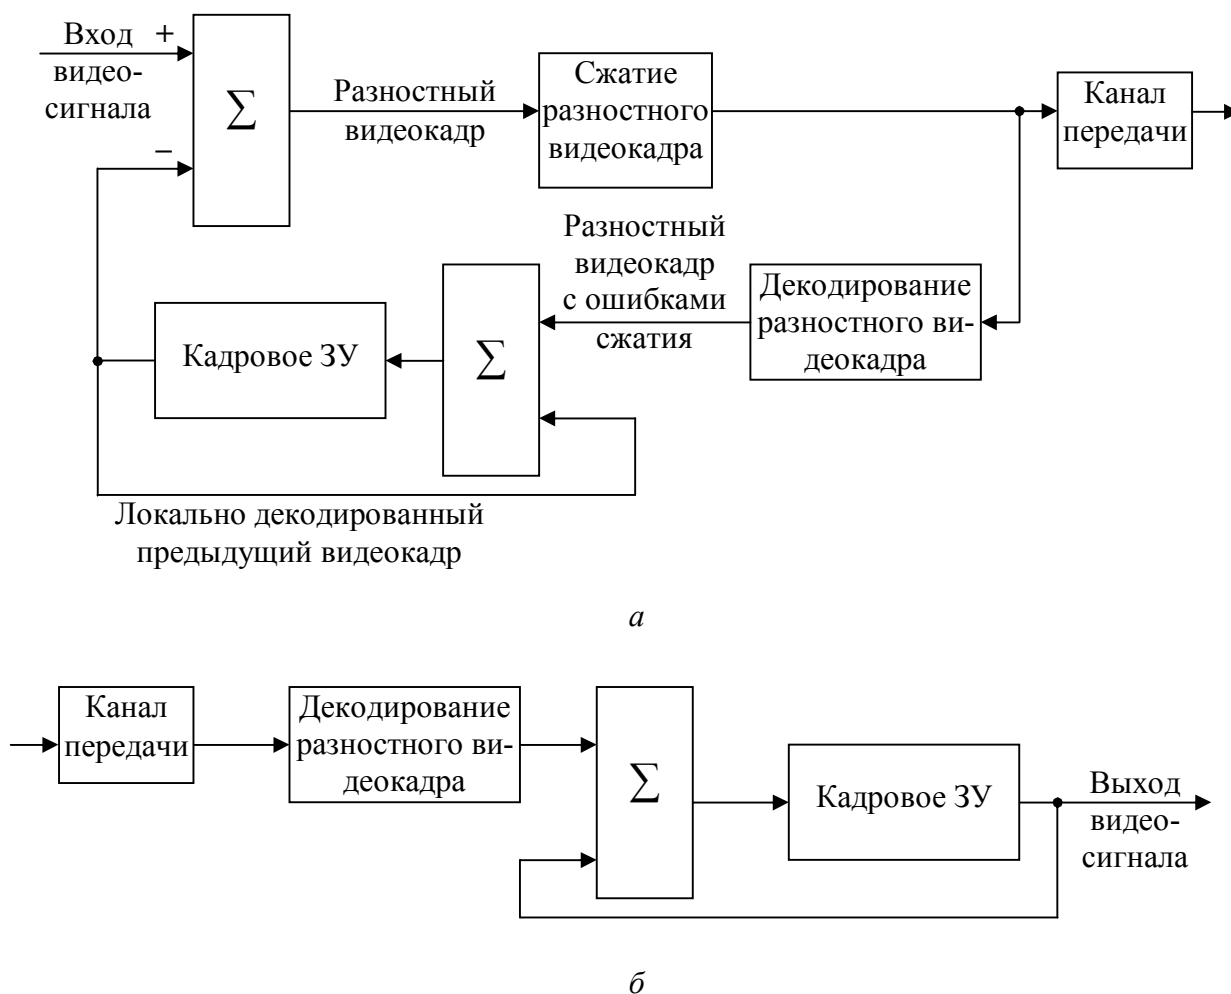 Вход +
видео-
сигнала
−
∑
Разностный
видеокадр
Сжатие
разностного
видеокадра
Канал
передачи
Разностный
видеокадр
с ошибками
сжатия
Декодирование
разностного ви-
деокадра
Кадровое ЗУ
∑
Локально декодированный
предыдущий видеокадр
а
Канал
передачи
Декодирование
разностного ви-
деокадра
∑
Кадровое ЗУ
Выход
видео-
сигнала
б